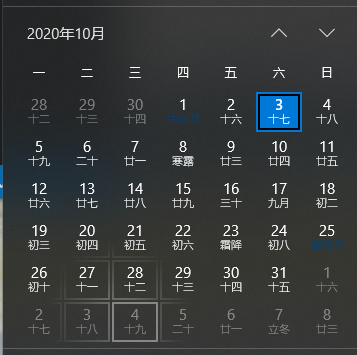 2020年10月
一 二 三 四 五 六 日
28 29 30 1 2 3 4
十二 十三 十四 十六 十七 十八
5 6 7 8 9 10 11
十九 二十 廿一 寒露 廿三 廿四 廿五
12 13 14 15 16 17 18
廿六 廿七 廿八 廿九 三十 九月 初二
19 20 21 22 23 24 25
初三 初四 初五 初六 霜降 初八
26 27 28 29 30 31 1
初十 十一 十二 十三 十四 十五 十六
2 3 4 5 6 7 8
十七 十八 十九 二十 廿一 立冬 廿三